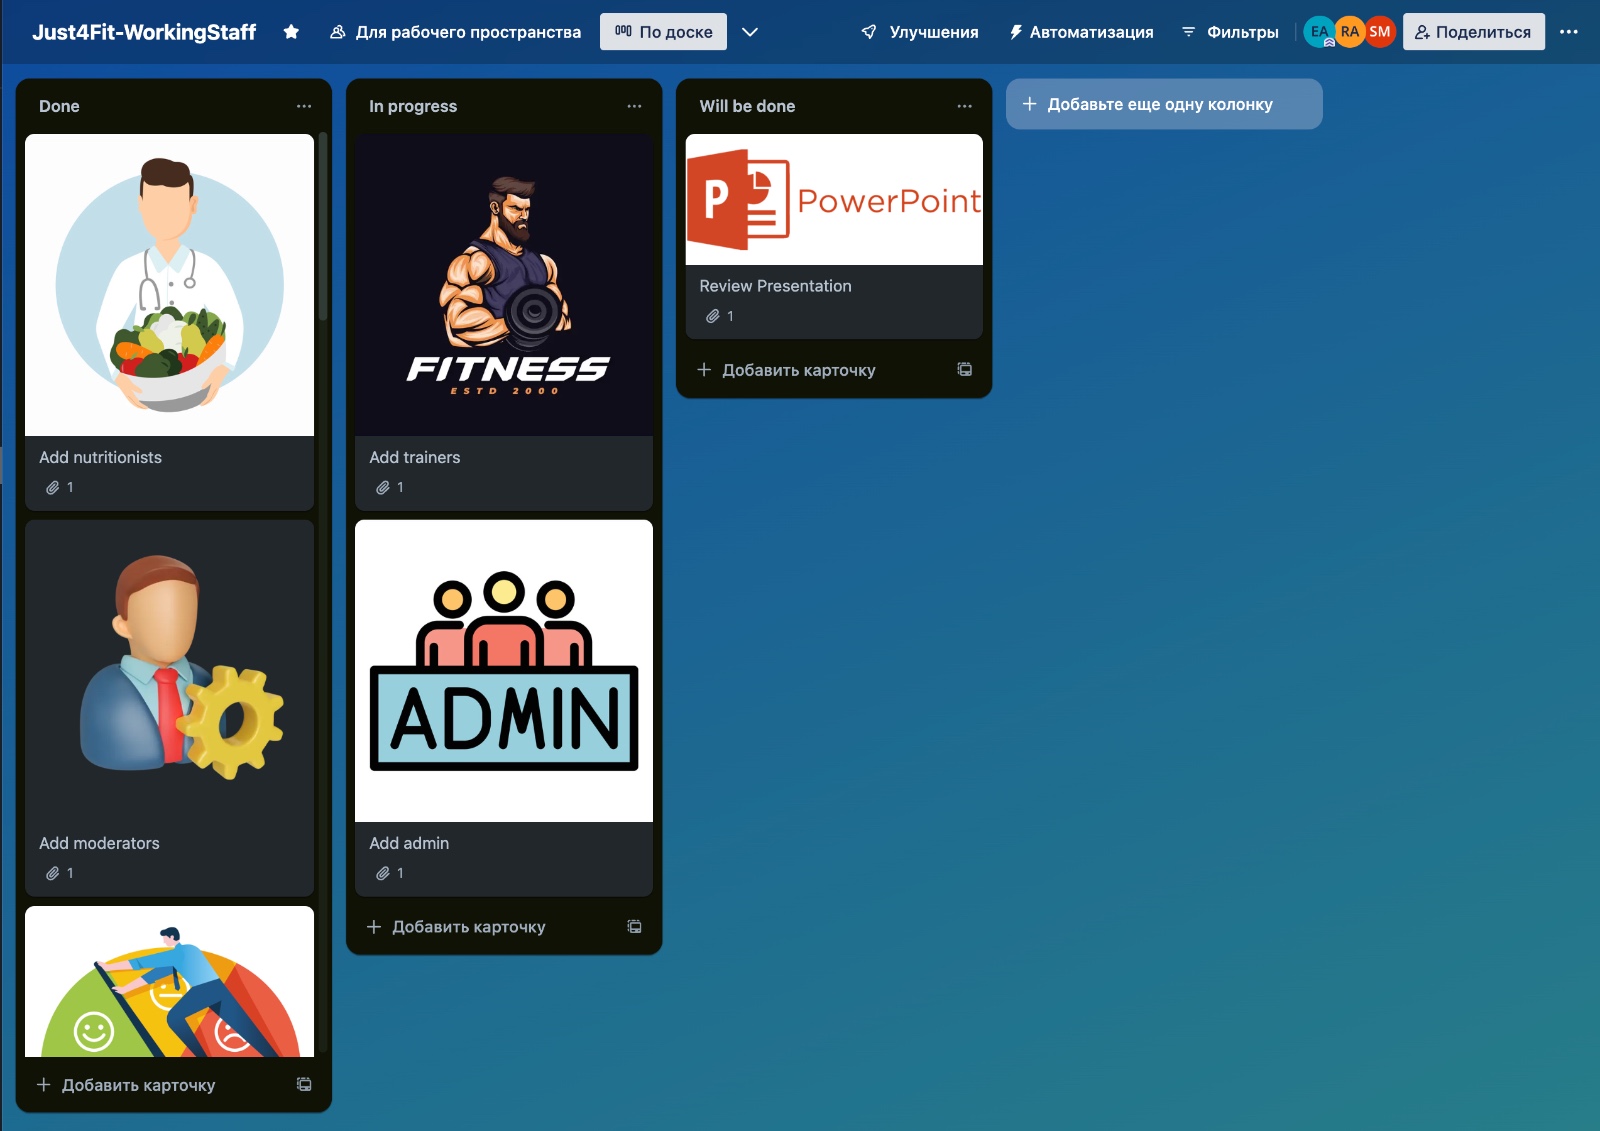 Just4Fit-WorkingStaff
Для рабочего пространства
По доске
Улучшения
Автоматизация
Фильтры
EA
RA
SM
Поделиться
Done
Add nutritionists
1
Add moderators
1
Добавить карточку
In progress
FITNESS
ESTD 2000
Add trainers
1
ADMIN
Add admin
1
Добавить карточку
Will be done
P
PowerPoint
Review Presentation
1
Добавить карточку
Добавьте еще одну колонку